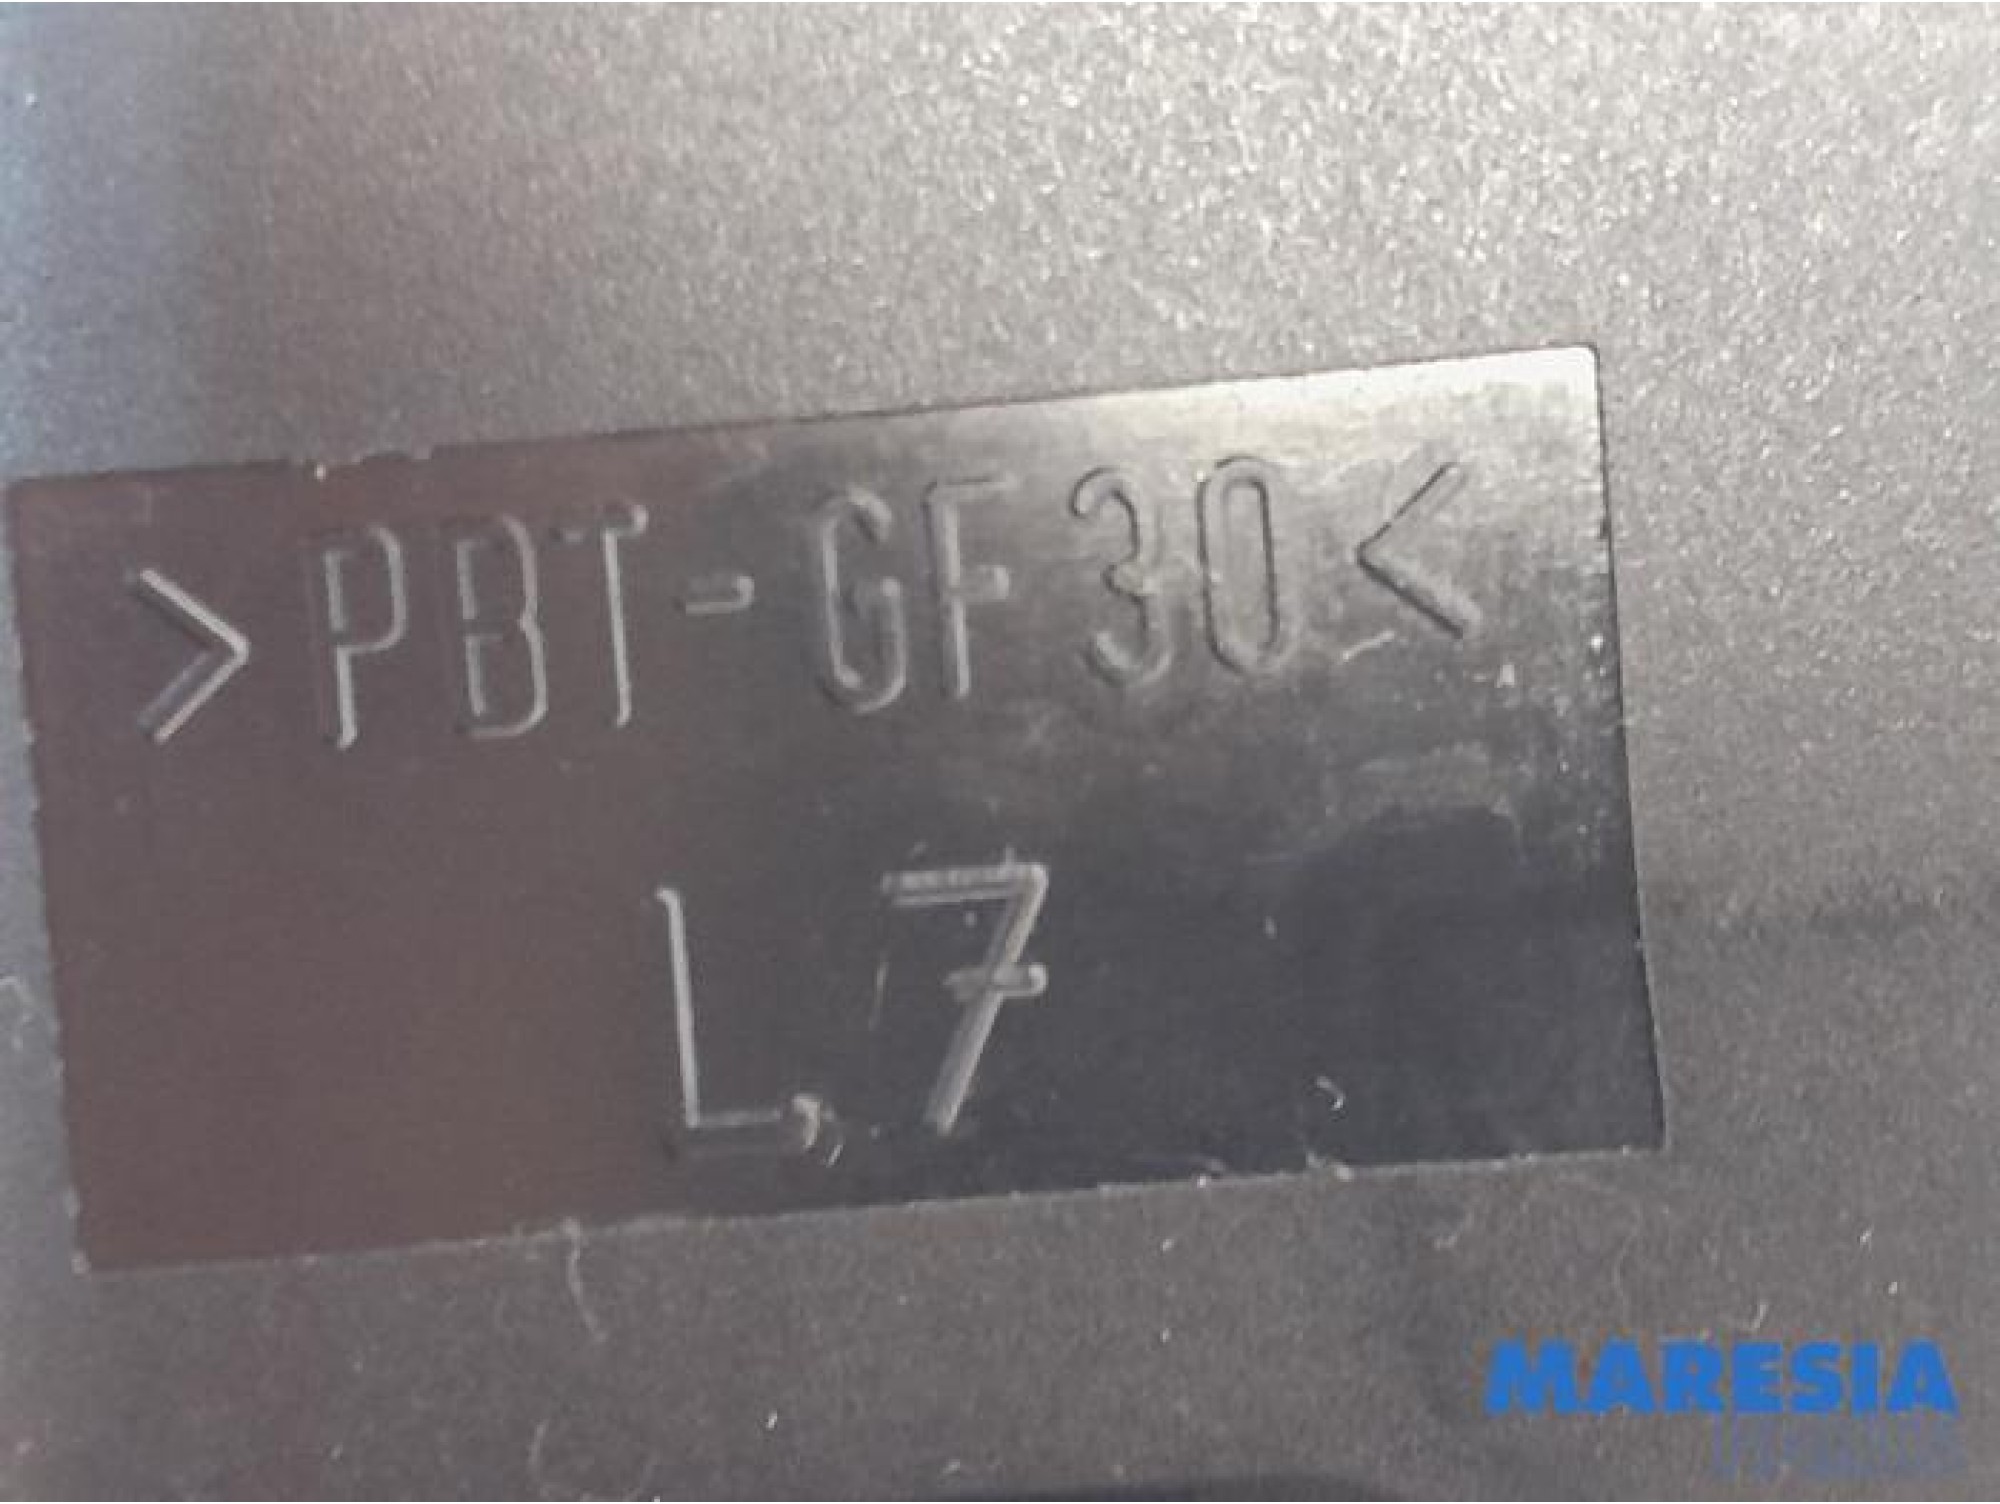 >PBT-GF30<
L7
MARESIA